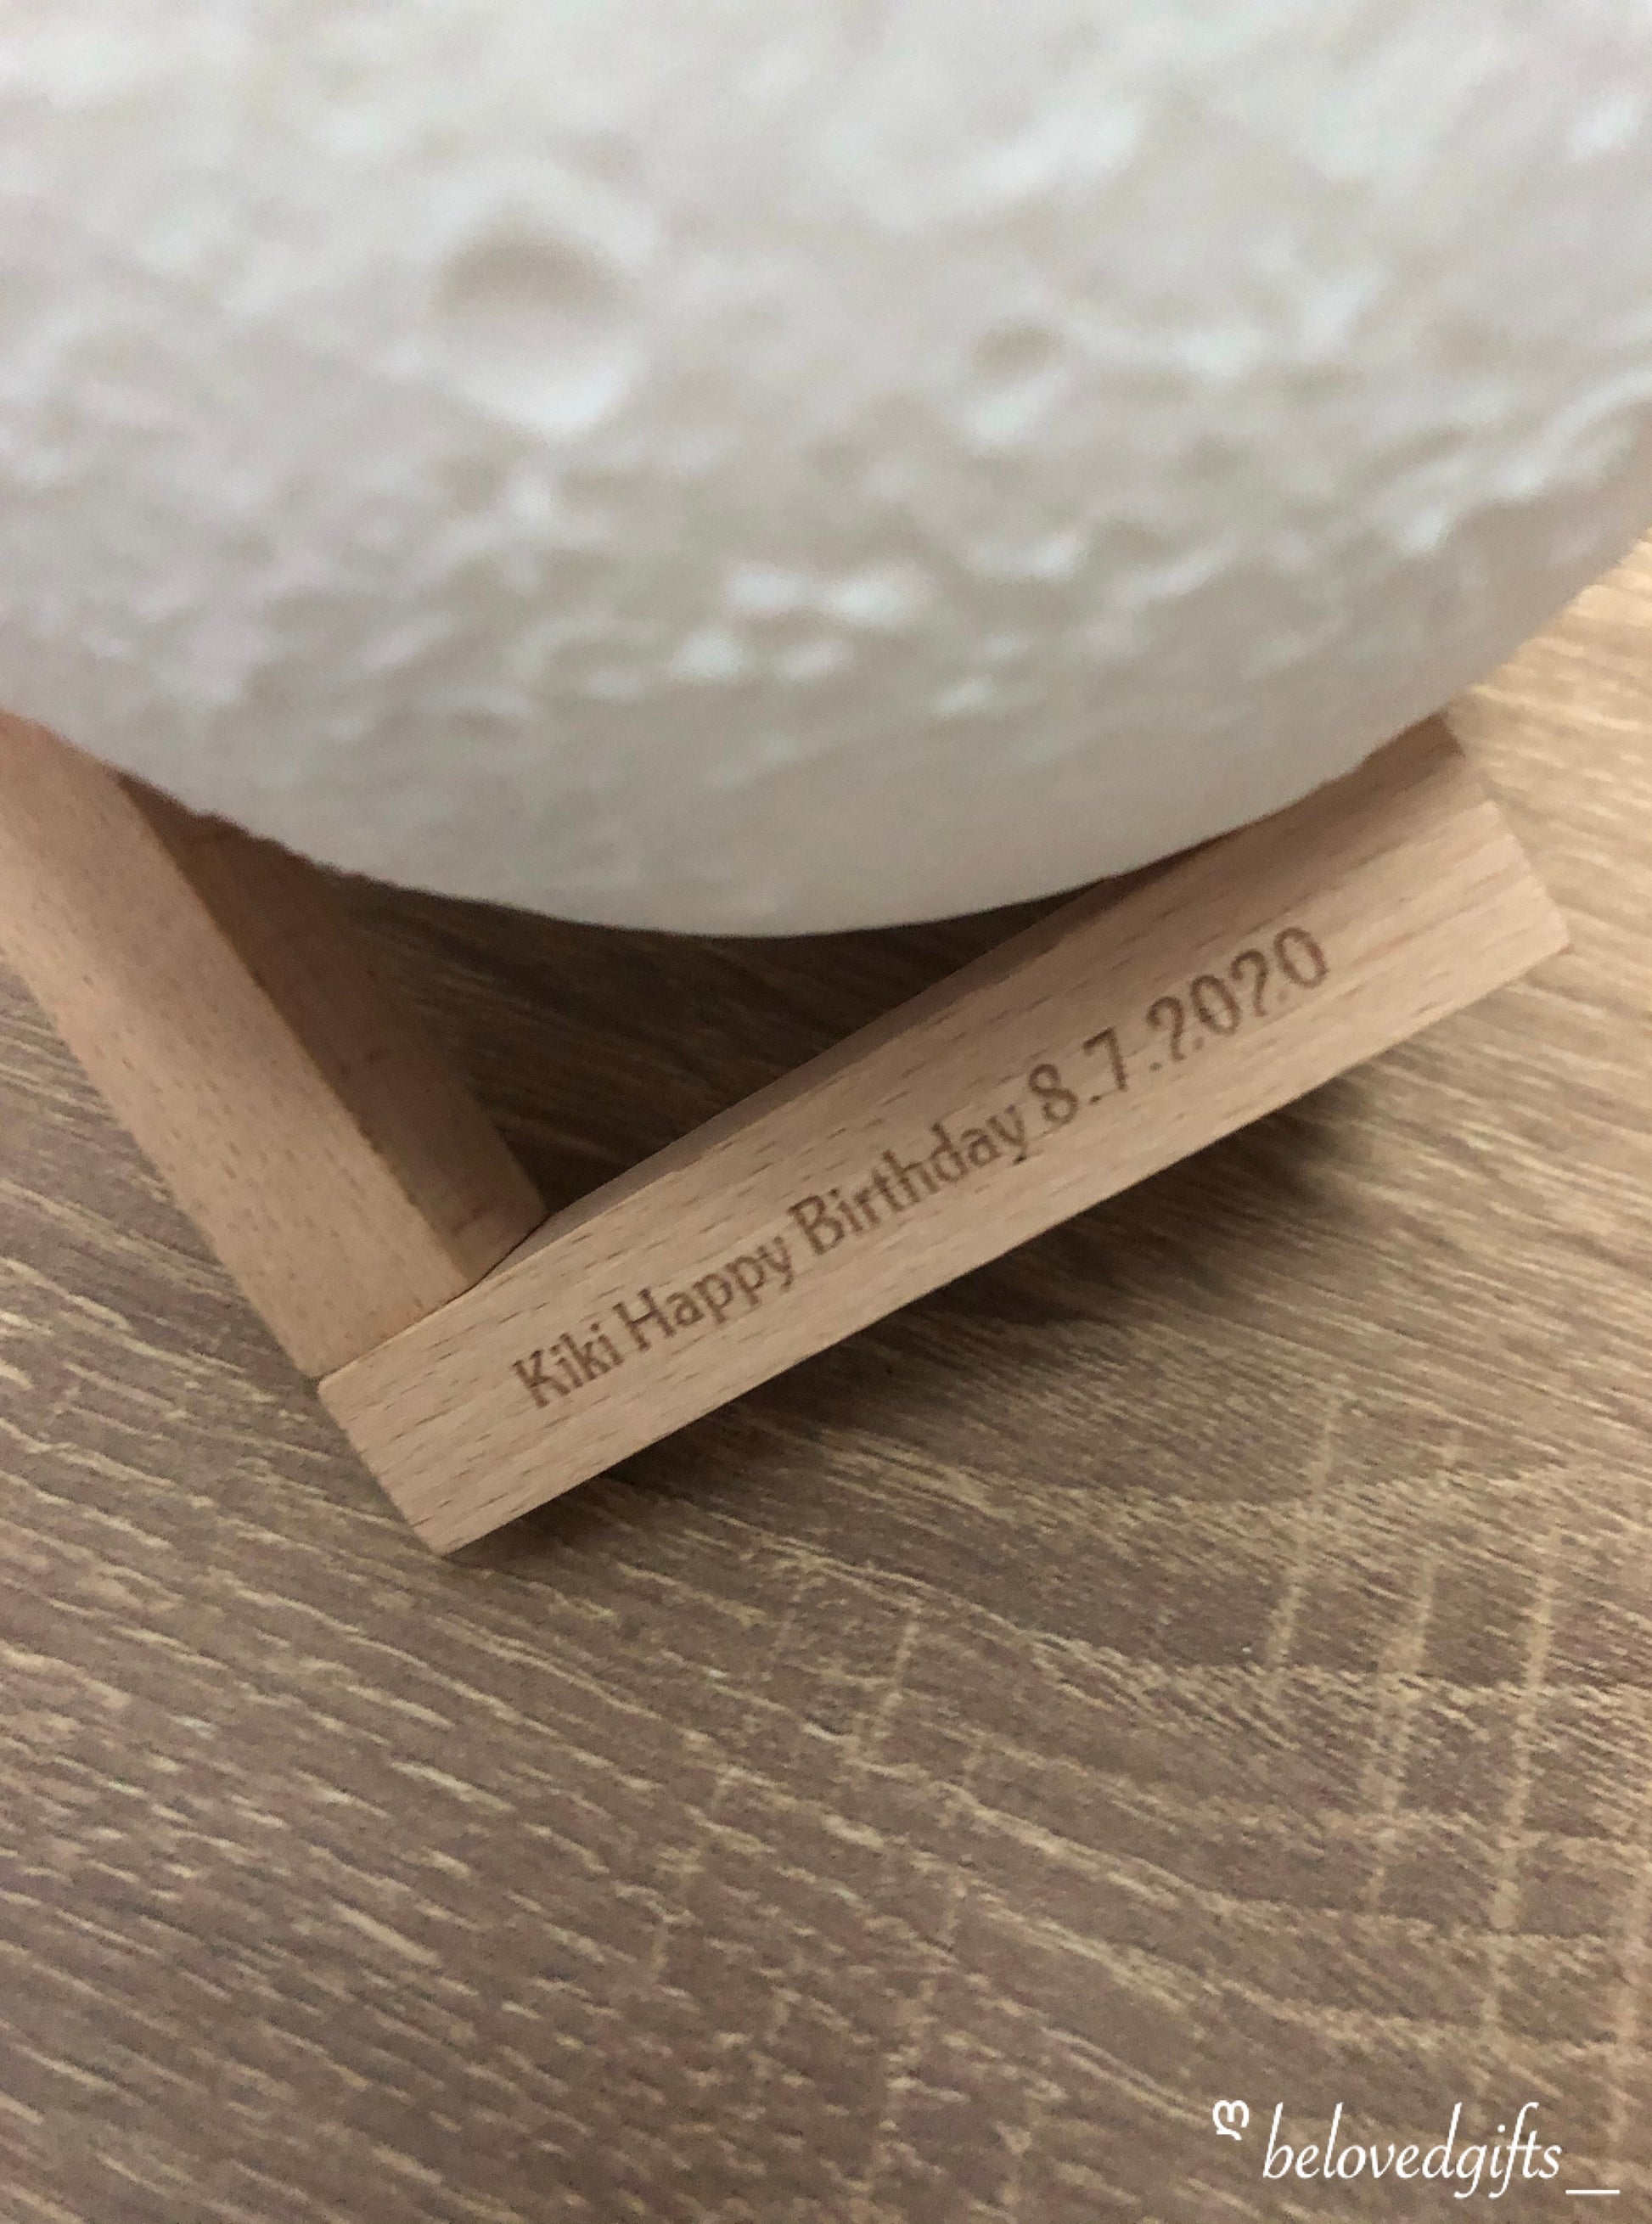 Kiki Happy Birthday 8.7.2020
belovedgifts_